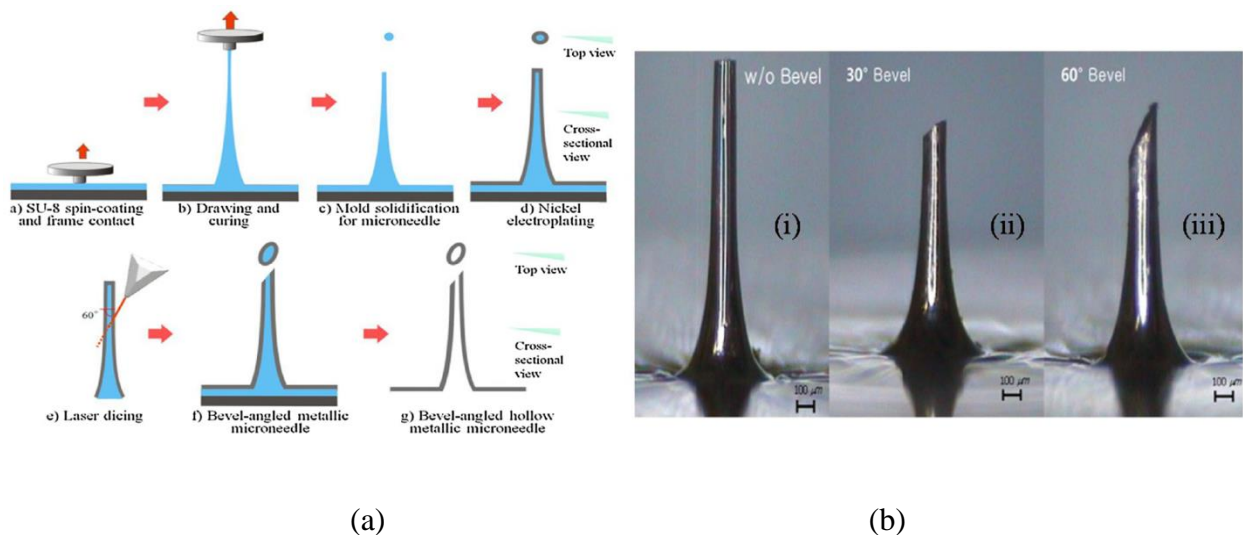 Top view
Cross-
sectional
view
a) SU-8 spin-coating
and frame contact
b) Drawing and
curing
c) Mold solidification
for microneedle
d) Nickel
electroplating
60°
Top view
Cross-
sectional
view
e) Laser dicing
f) Bevel-angled metallic
microneedle
g) Bevel-angled hollow
metallic microneedle
w/o Bevel
(i)
100 μm
30° Bevel
(ii)
100 μm
60° Bevel
(iii)
100 μm
(a)
(b)